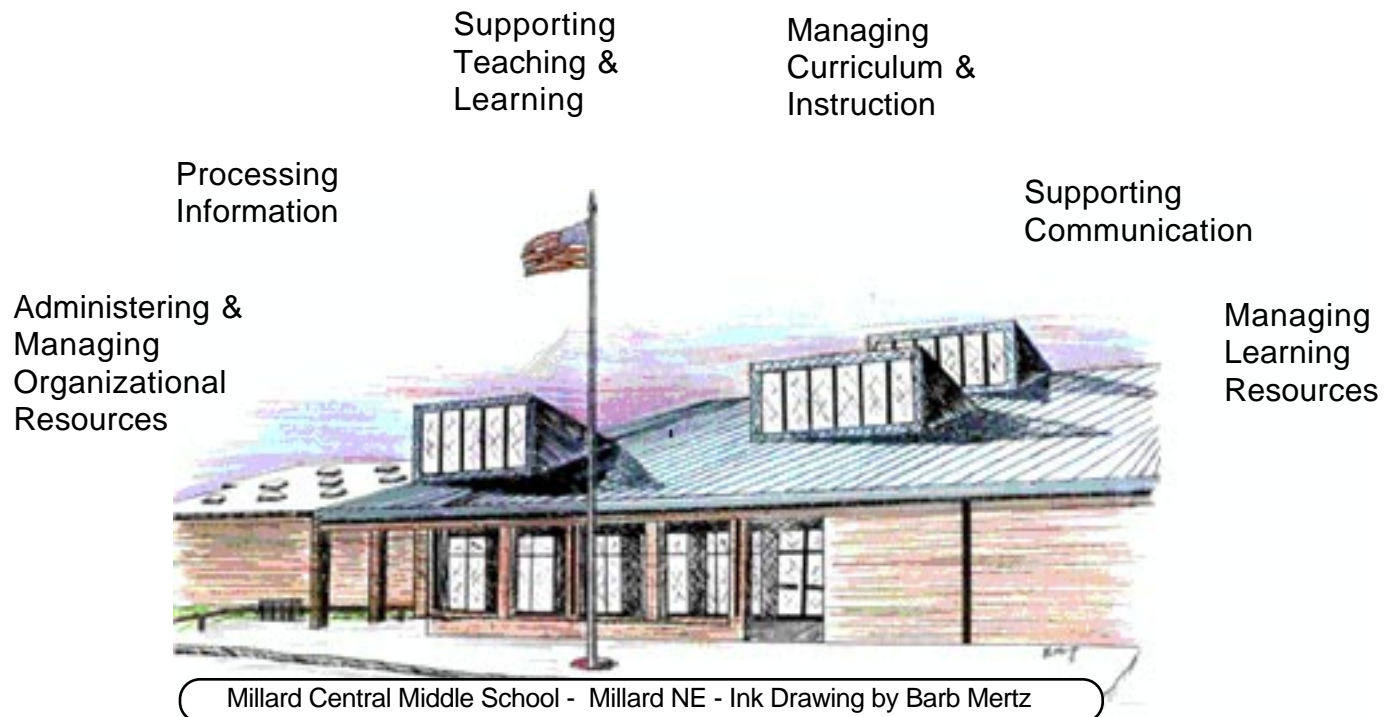 Supporting
Teaching &
Learning
Managing
Curriculum &
Instruction
Processing
Information
Supporting
Communication
Administering &
Managing
Organizational
Resources
Managing
Learning
Resources
Millard Central Middle School - Millard NE - Ink Drawing by Barb Mertz